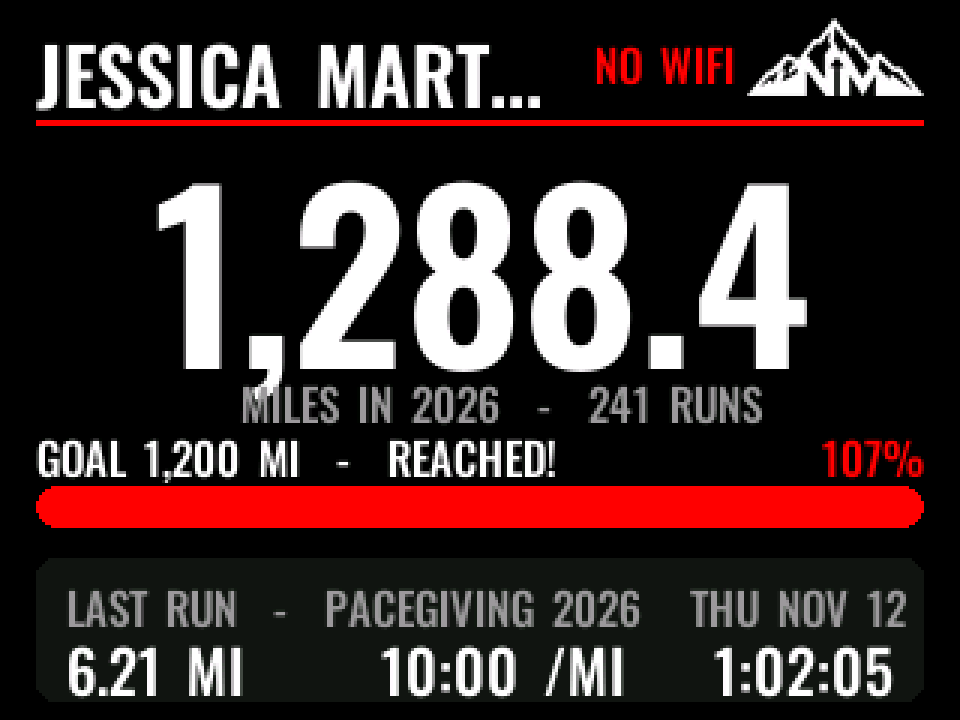 JESSICA MART... NO WIFI NM
1,288.4
MILES IN 2026 - 241 RUNS
GOAL 1,200 MI - REACHED! 107%
LAST RUN - PACEGIVING 2026 THU NOV 12
6.21 MI 10:00 /MI 1:02:05